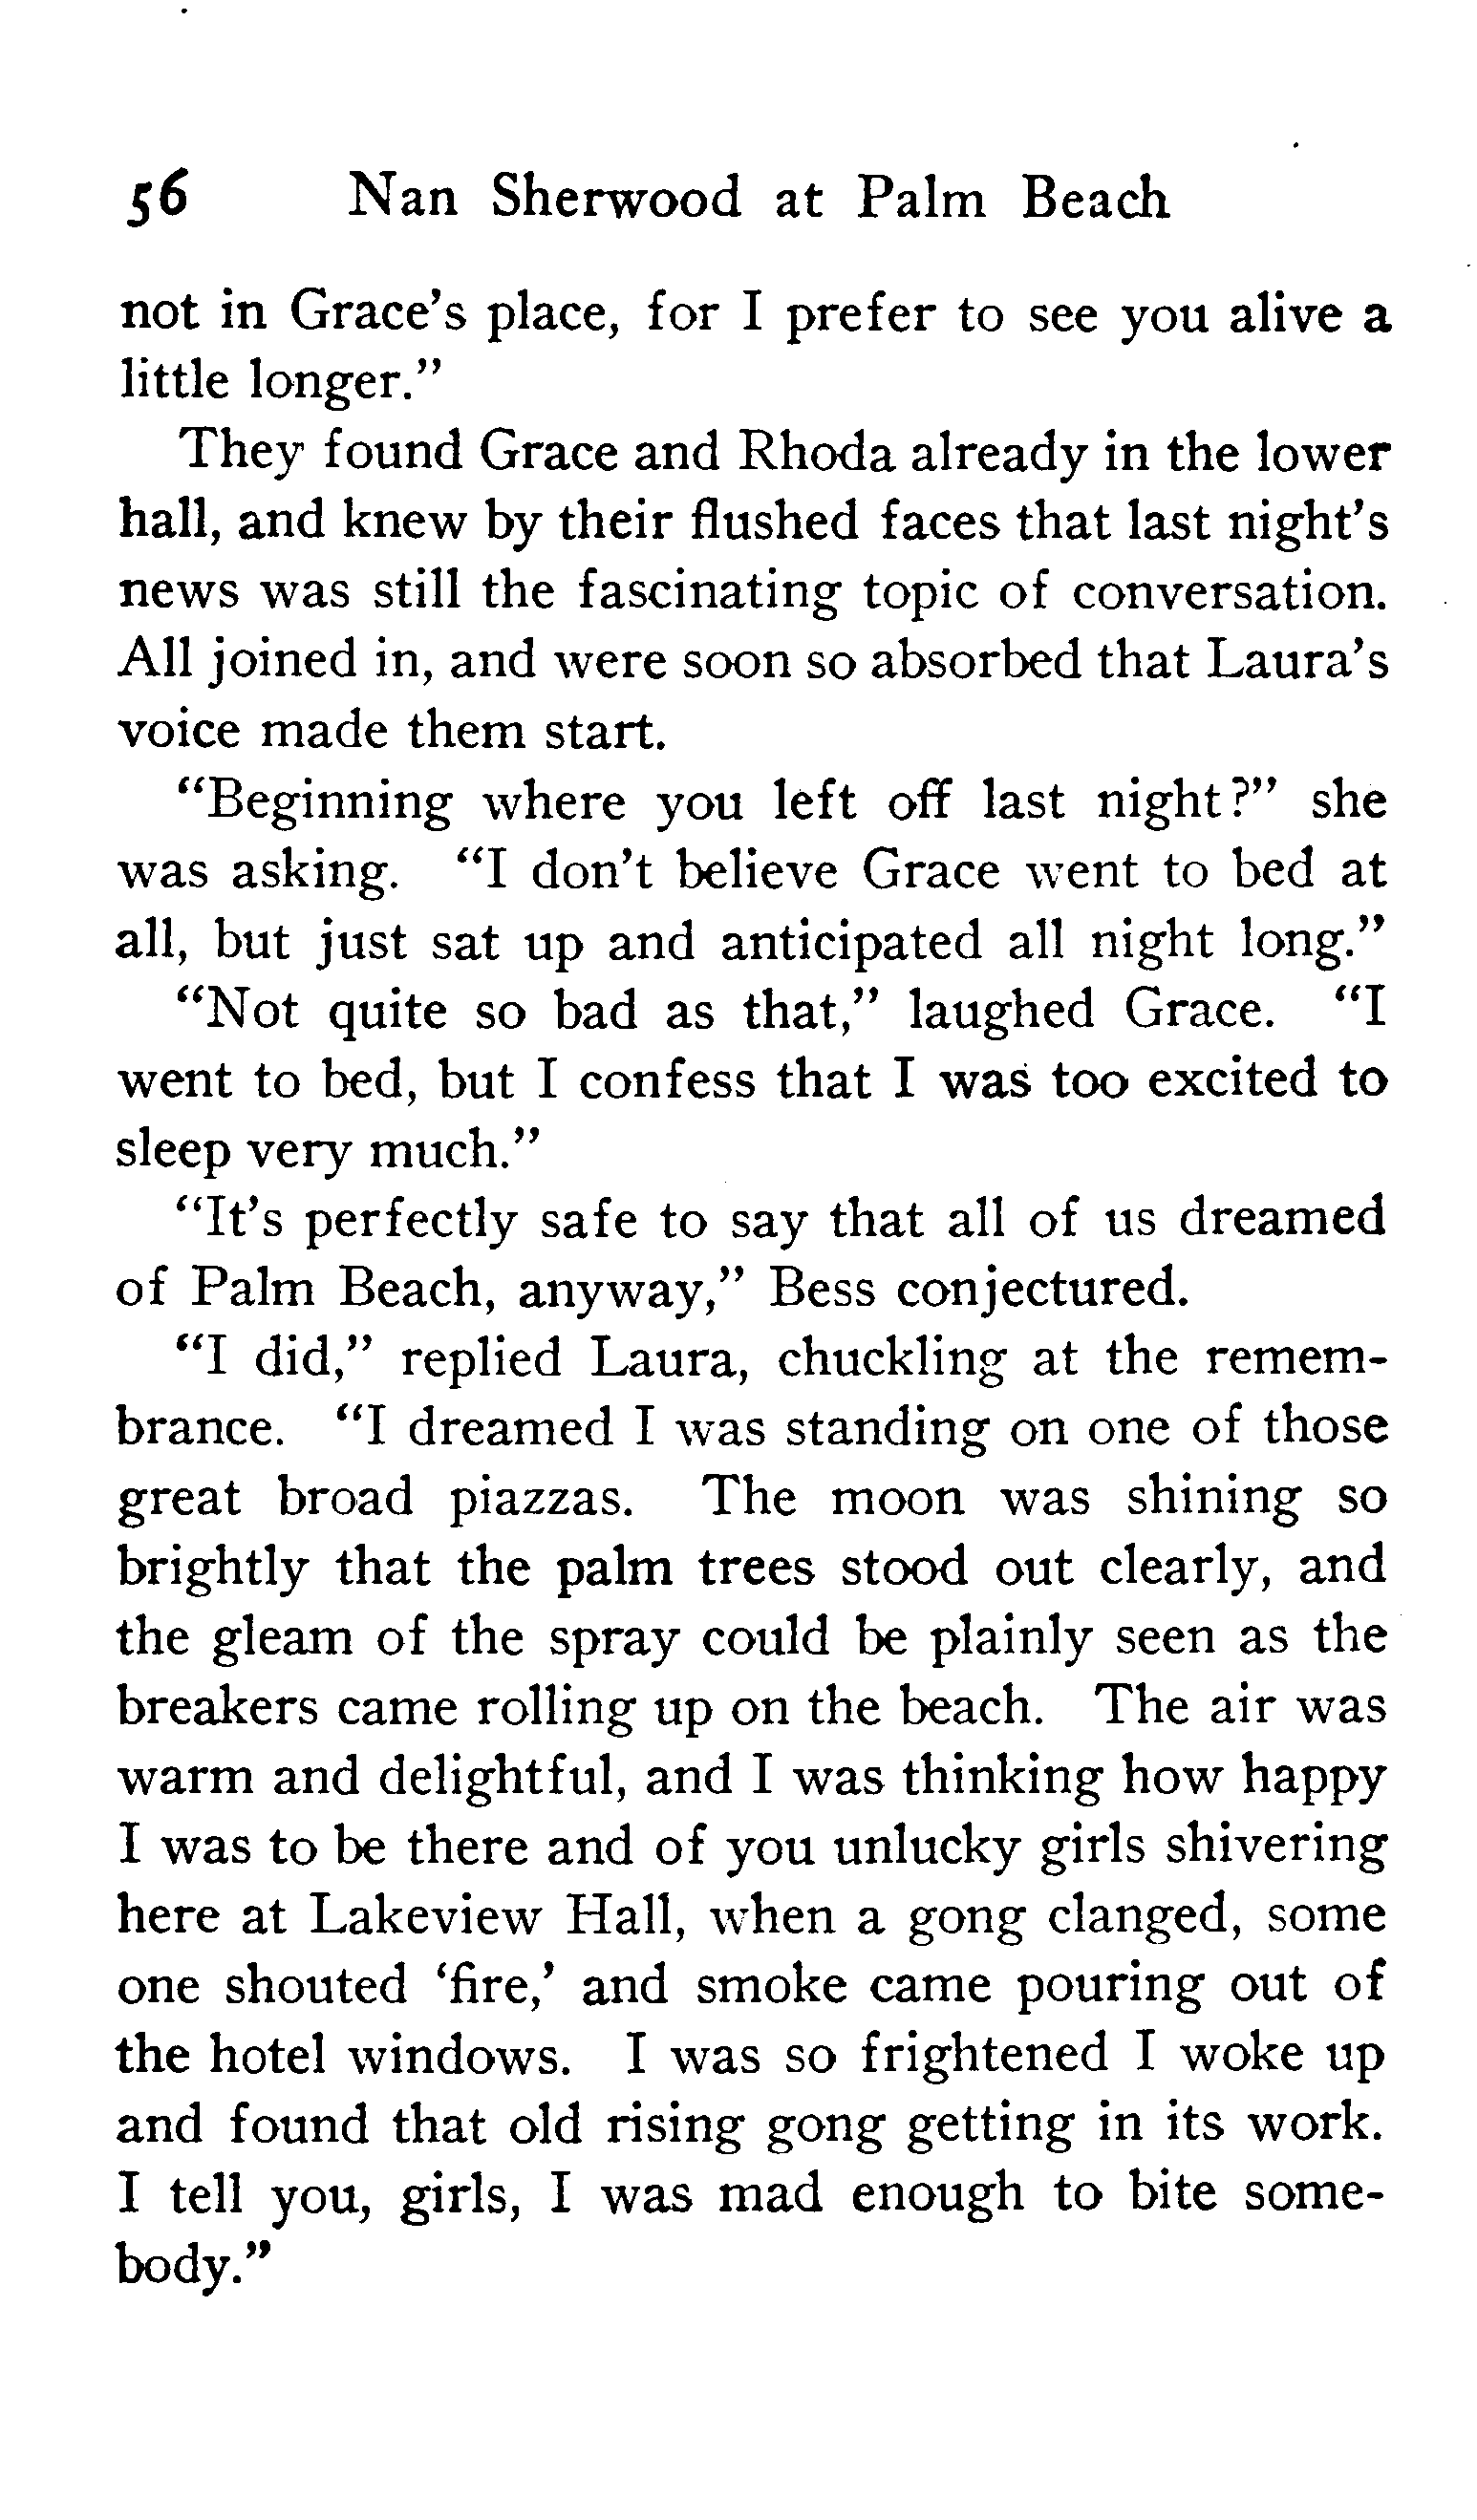 56 Nan Sherwood at Palm Beach
not in Grace's place, for I prefer to see you alive a
little longer."
They found Grace and Rhoda already in the lower
hall, and knew by their flushed faces that last night's
news was still the fascinating topic of conversation.
All joined in, and were soon so absorbed that Laura's
voice made them start.
"Beginning where you left off last night?" she
was asking. "I don't believe Grace went to bed at
all, but just sat up and anticipated all night long."
"Not quite so bad as that," laughed Grace. "I
went to bed, but I confess that I was too excited to
sleep very much."
"It's perfectly safe to say that all of us dreamed
of Palm Beach, anyway," Bess conjectured.
"I did," replied Laura, chuckling at the remem-
brance. "I dreamed I was standing on one of those
great broad piazzas. The moon was shining so
brightly that the palm trees stood out clearly, and
the gleam of the spray could be plainly seen as the
breakers came rolling up on the beach. The air was
warm and delightful, and I was thinking how happy
I was to be there and of you unlucky girls shivering
here at Lakeview Hall, when a gong clanged, some
one shouted 'fire,' and smoke came pouring out of
the hotel windows. I was so frightened I woke up
and found that old rising gong getting in its work.
I tell you, girls, I was mad enough to bite some-
body."